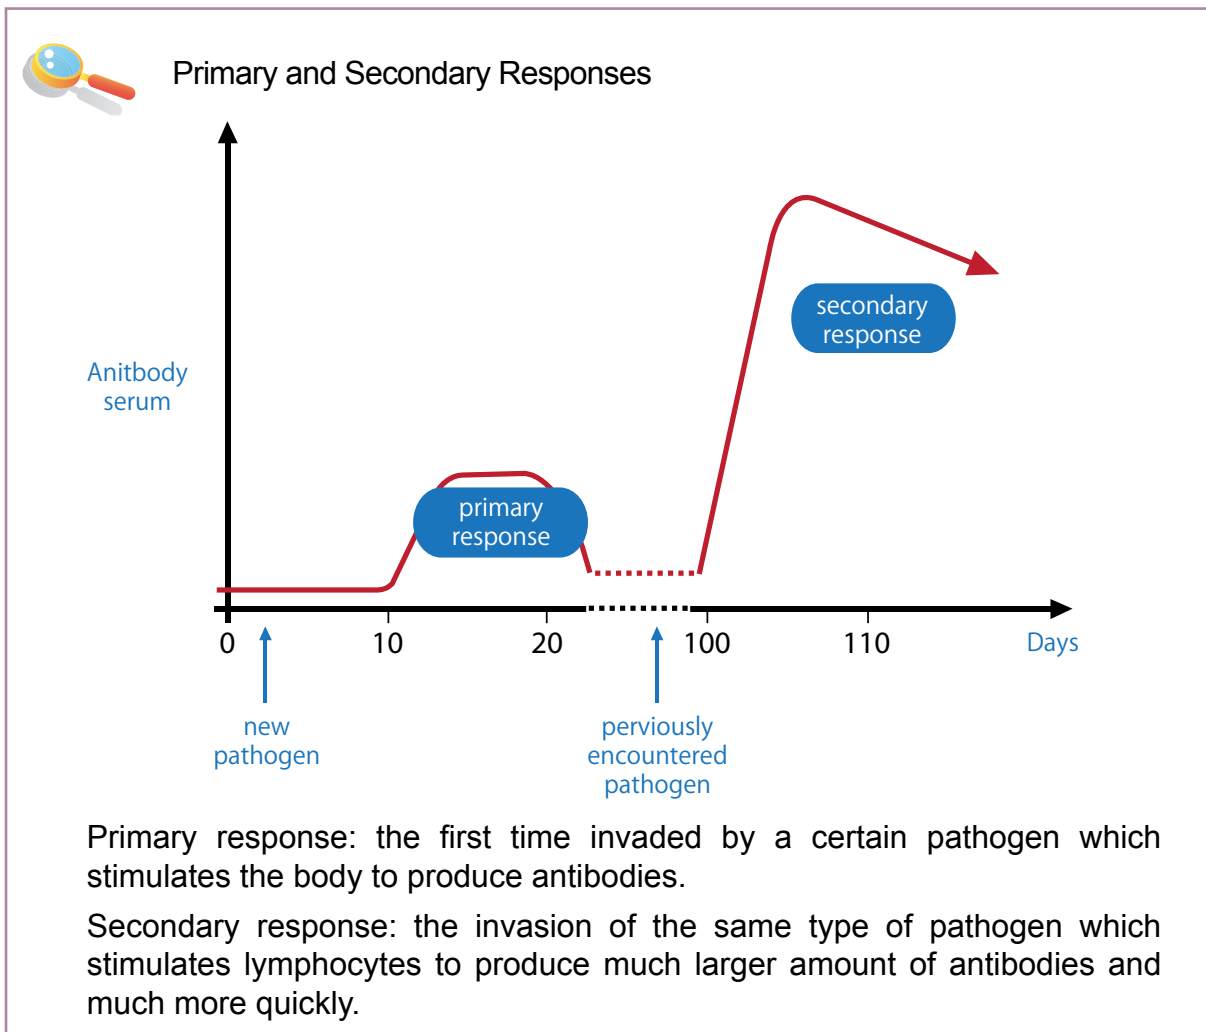 Primary and Secondary Responses
Anitbody
serum
secondary
response
primary
response
0
10
20
100
110
Days
new
pathogen
perviously
encountered
pathogen
Primary response: the first time invaded by a certain pathogen which
stimulates the body to produce antibodies.
Secondary response: the invasion of the same type of pathogen which
stimulates lymphocytes to produce much larger amount of antibodies and
much more quickly.